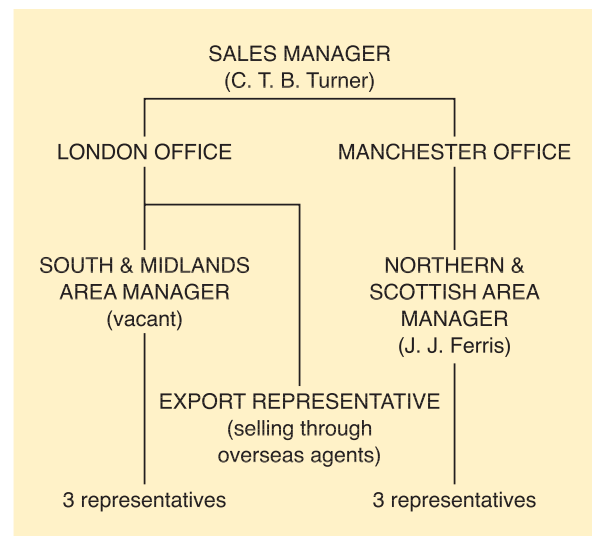 SALES MANAGER
(C. T. B. Turner)
LONDON OFFICE
MANCHESTER OFFICE
SOUTH & MIDLANDS
AREA MANAGER
(vacant)
NORTHERN &
SCOTTISH AREA
MANAGER
(J. J. Ferris)
EXPORT REPRESENTATIVE
(selling through
overseas agents)
3 representatives
3 representatives